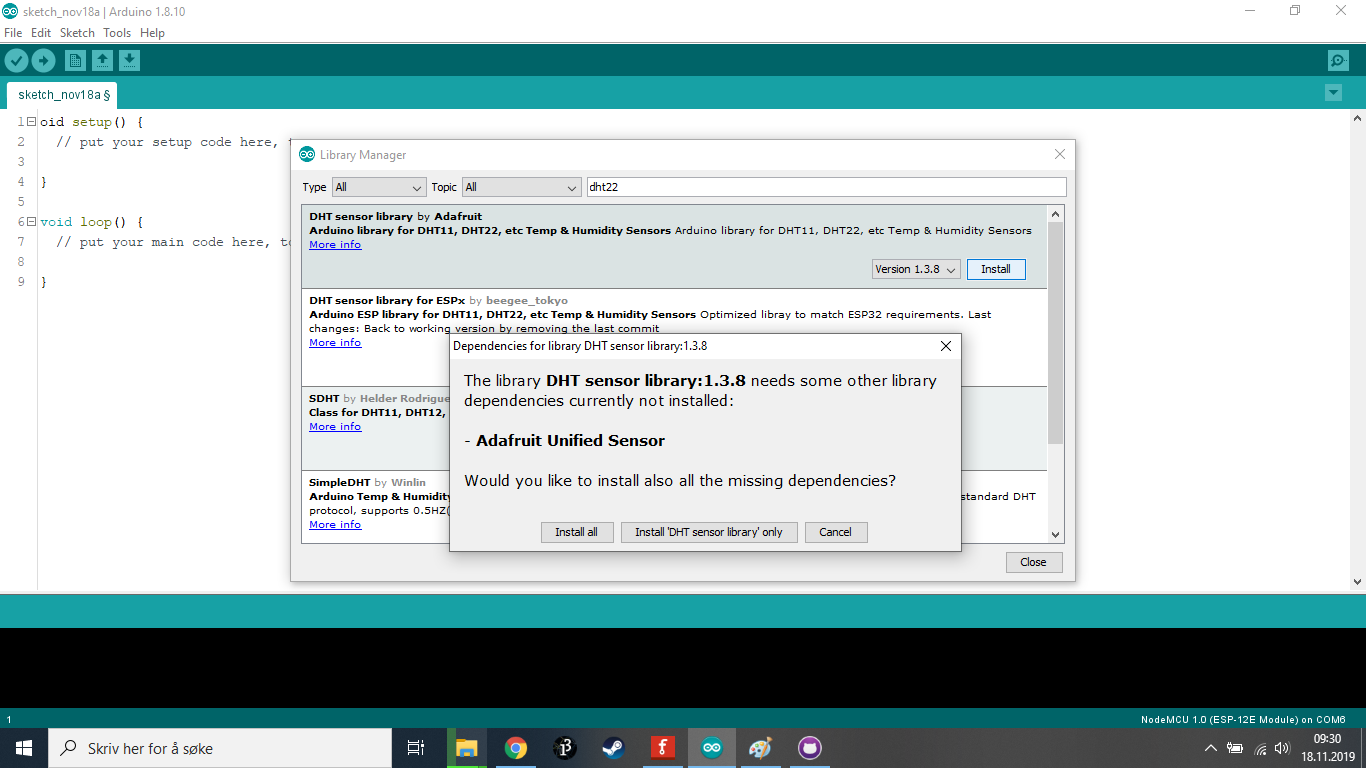 sketch_nov18a | Arduino 1.8.10
File Edit Sketch Tools Help
sketch_nov18a §
1 oid setup() {
2 // put your setup code here, t
3
4 }
5
6 void loop() {
7 // put your main code here, to
8
9 }
Library Manager
Type All Topic All dht22
DHT sensor library by Adafruit
Arduino library for DHT11, DHT22, etc Temp & Humidity Sensors Arduino library for DHT11, DHT22, etc Temp & Humidity Sensors
More info
Version 1.3.8 Install
DHT sensor library for ESPx by beegee_tokyo
Arduino ESP library for DHT11, DHT22, etc Temp & Humidity Sensors Optimized libray to match ESP32 requirements. Last
changes: Back to working version by removing the last commit
More info
SDHT by Helder Rodrigue
Class for DHT11, DHT12,
More info
SimpleDHT by Winlin
Arduino Temp & Humidity standard DHT
protocol, supports 0.5HZ(
More info
Close
Dependencies for library DHT sensor library:1.3.8
The library DHT sensor library:1.3.8 needs some other library
dependencies currently not installed:
- Adafruit Unified Sensor
Would you like to install also all the missing dependencies?
Install all Install 'DHT sensor library' only Cancel
1 NodeMCU 1.0 (ESP-12E Module) on COM6
Skriv her for å søke
09:30
18.11.2019